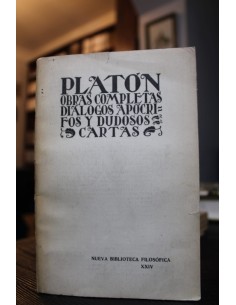 PLATÓN
OBRAS COMPLETAS
DIÁLOGOS APÓCRI=
FOS Y DUDOSOS
CARTAS
NUEVA BIBLIOTECA FILOSÓFICA
XXIV